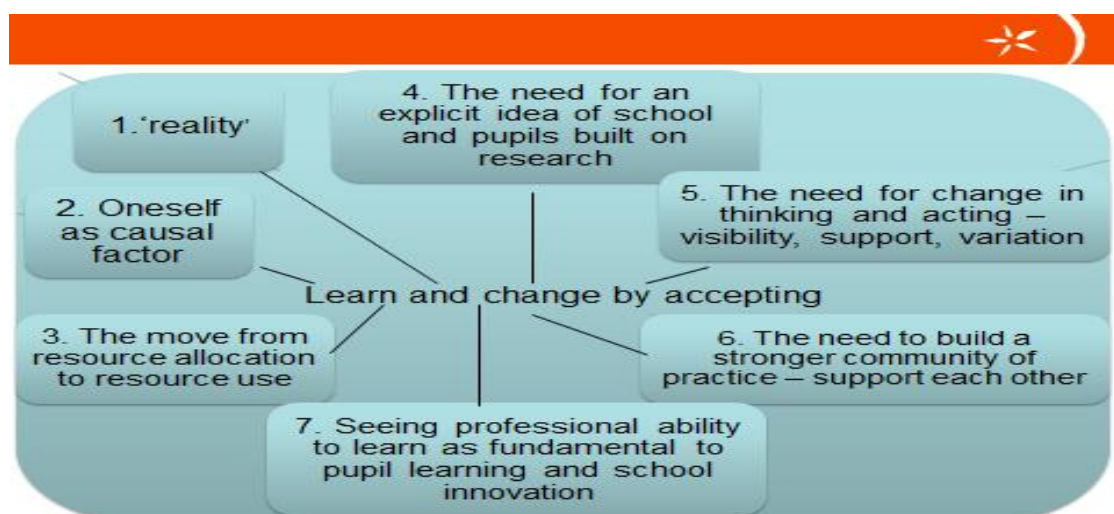 1.‘reality’
2. Oneself
as causal
factor
3. The move from
resource allocation
to resource use
4. The need for an
explicit idea of school
and pupils built on
research
5. The need for change in
thinking and acting –
visibility, support, variation
Learn and change by accepting
6. The need to build a
stronger community of
practice – support each other
7. Seeing professional ability
to learn as fundamental to
pupil learning and school
innovation